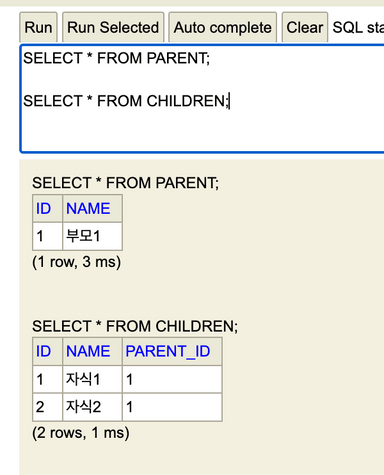 Run Run Selected Auto complete Clear SQL sta
SELECT * FROM PARENT;
SELECT * FROM CHILDREN;
SELECT * FROM PARENT;
ID NAME
1 부모1
(1 row, 3 ms)
SELECT * FROM CHILDREN;
ID NAME PARENT_ID
1 자식1 1
2 자식2 1
(2 rows, 1 ms)